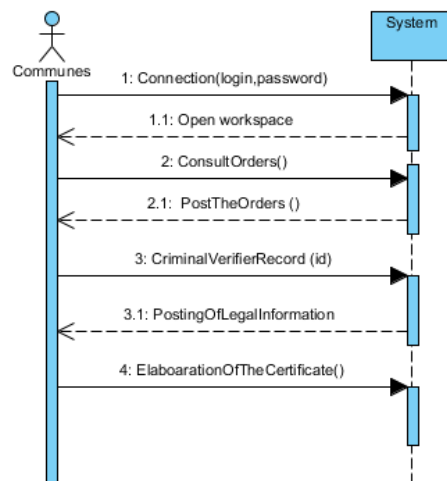 System
Communes
1: Connection(login,password)
1.1: Open workspace
2: ConsultOrders()
2.1: PostTheOrders ()
3: CriminalVerifierRecord (id)
3.1: PostingOfLegalInformation
4: ElaboarationOfTheCertificate()